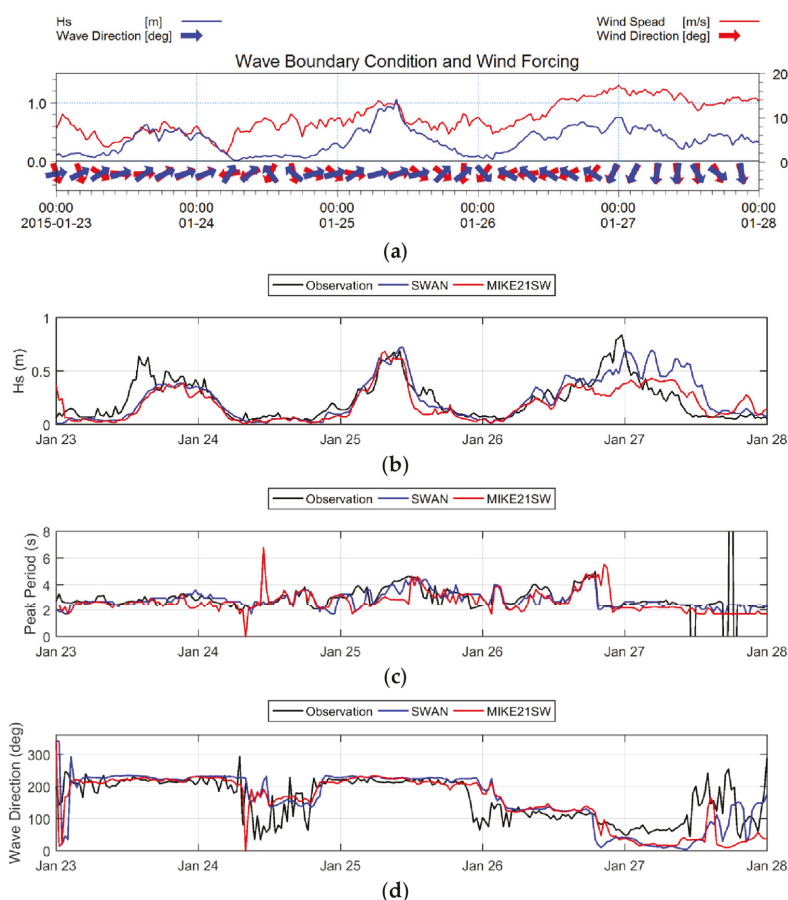 Hs [m]
Wave Direction [deg]
Wind Spead [m/s]
Wind Direction [deg]
Wave Boundary Condition and Wind Forcing
1.0
0.0
20
10
0
00:00 00:00 00:00 00:00 00:00 00:00
2015-01-23 01-24 01-25 01-26 01-27 01-28
(a)
Observation SWAN MIKE21SW
Hs (m)
1
0.5
0
Jan 23 Jan 24 Jan 25 Jan 26 Jan 27 Jan 28
(b)
Observation SWAN MIKE21SW
Peak Period (s)
8
6
4
2
0
Jan 23 Jan 24 Jan 25 Jan 26 Jan 27 Jan 28
(c)
Observation SWAN MIKE21SW
Wave Direction (deg)
300
200
100
0
Jan 23 Jan 24 Jan 25 Jan 26 Jan 27 Jan 28
(d)